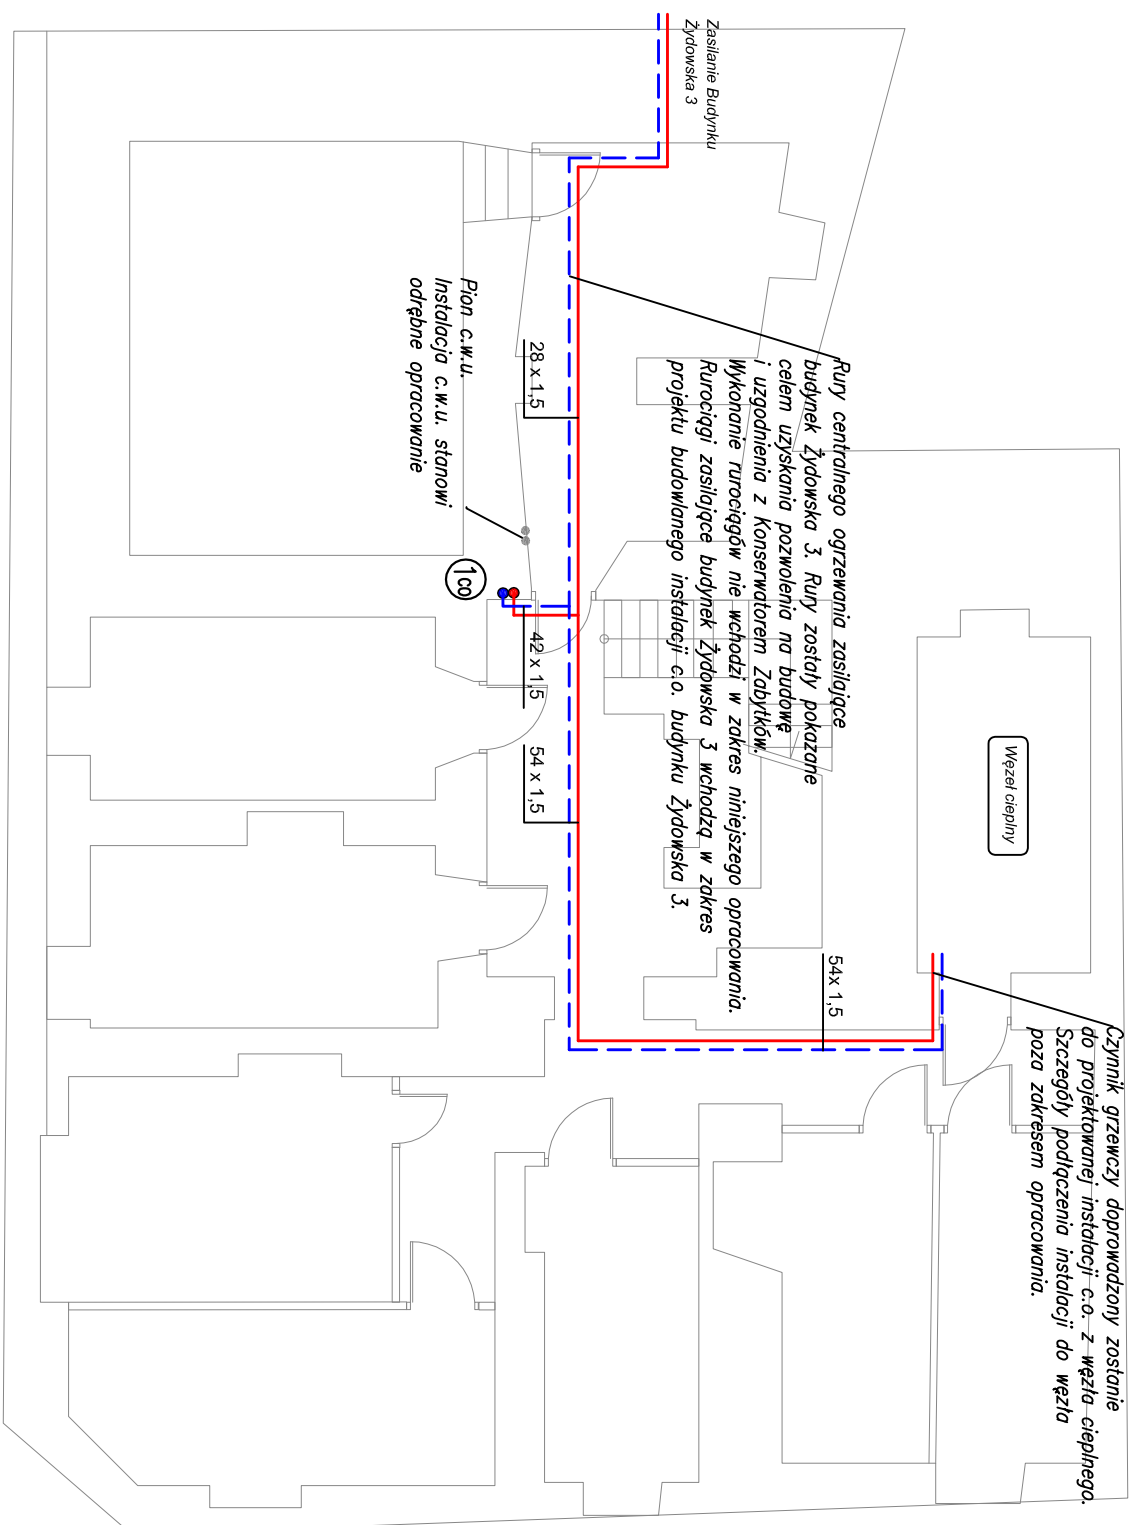 Zasilanie Budynku
Żydowska 3
Rury centralnego ogrzewania zasilające
budynek Żydowska 3. Rury zostały pokazane
celem uzyskania pozwolenia na budowę
i uzgodnienia z Konserwatorem Zabytków.
Wykonanie rurociągów nie wchodzi w zakres niniejszego opracowania.
Rurociągi zasilające budynek Żydowska 3 wchodzą w zakres
projektu budowlanego instalacji c.o. budynku Żydowska 3.
Pion c.w.u.
Instalacja c.w.u. stanowi
odrębne opracowanie
28 x 1,5
1co
42 x 1,5
54 x 1,5
Węzeł cieplny
54x 1,5
Czynnik grzewczy doprowadzony zostanie
do projektowanej instalacji c.o. z węzła cieplnego.
Szczegóły podłączenia instalacji do węzła
poza zakresem opracowania.